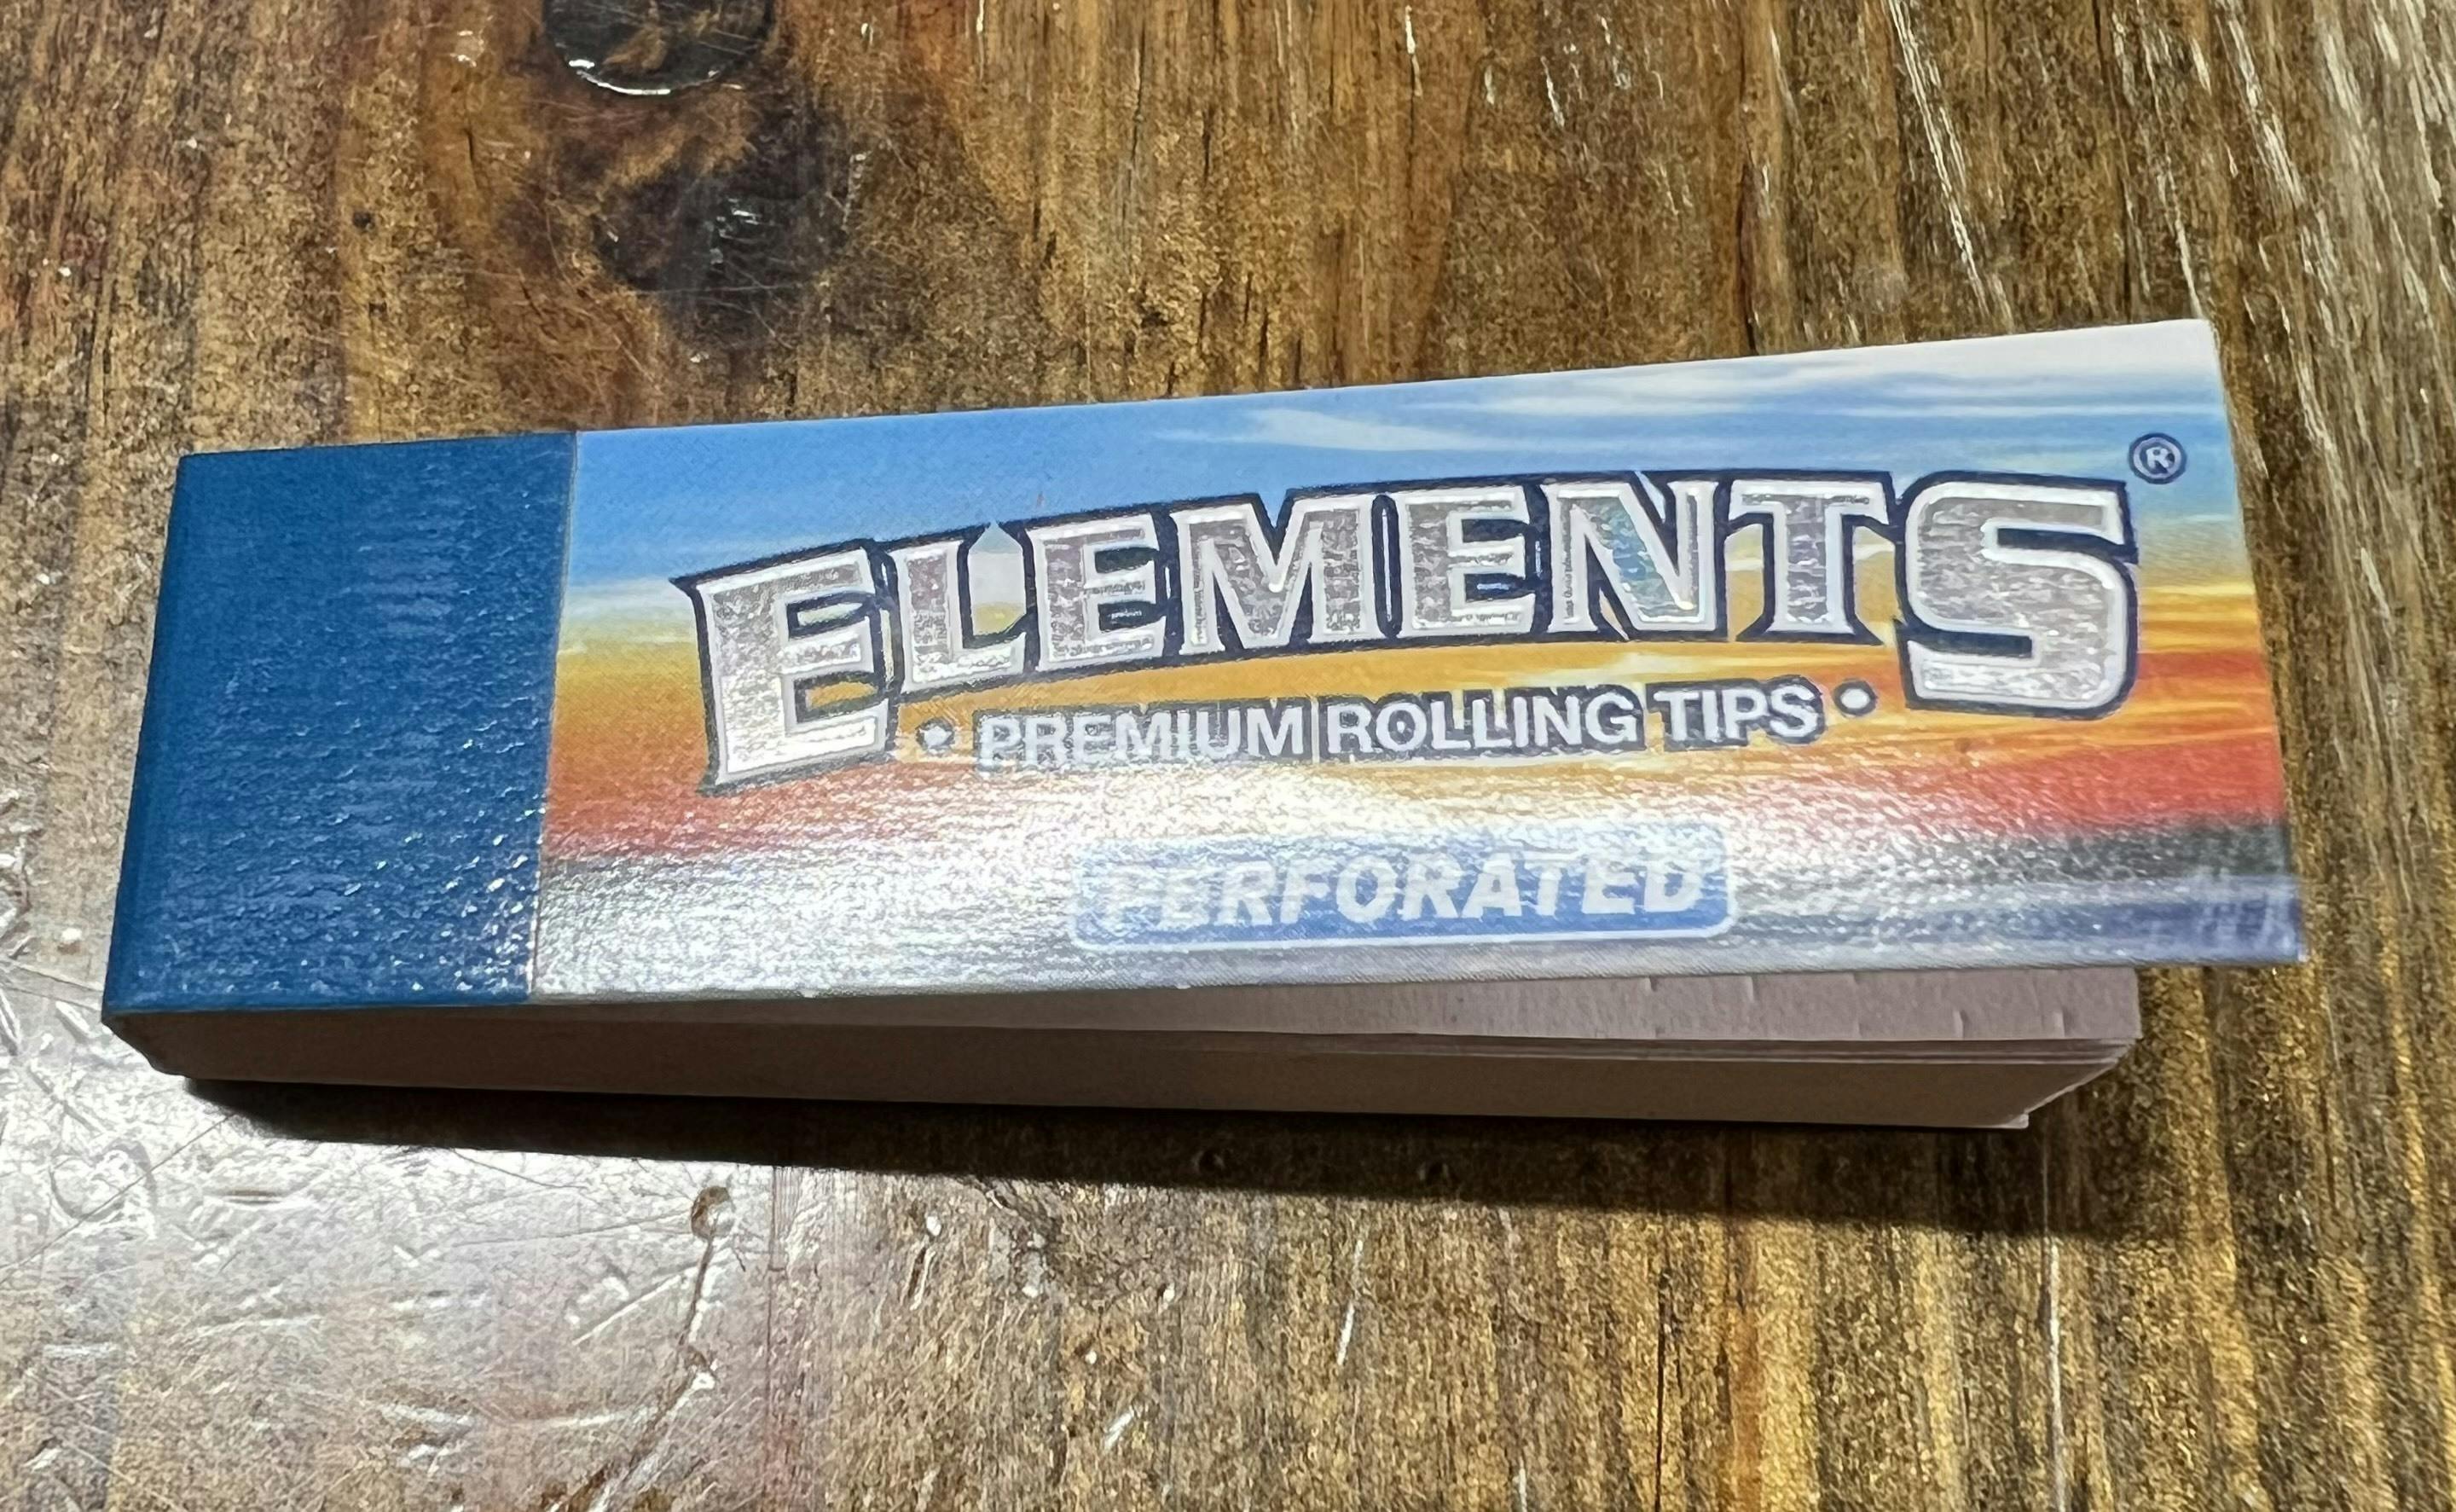 ELEMENTS®
• PREMIUM ROLLING TIPS •
PERFORATED